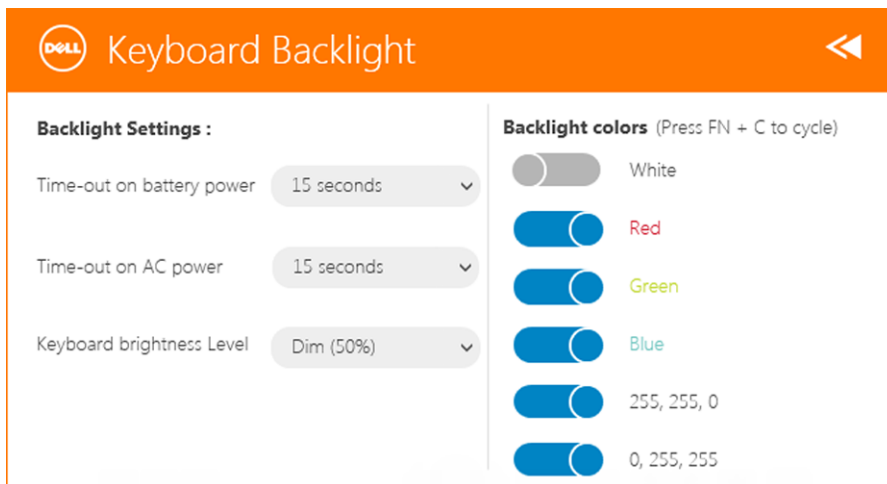 DELL Keyboard Backlight
Backlight Settings :
Time-out on battery power 15 seconds
Time-out on AC power 15 seconds
Keyboard brightness Level Dim (50%)
Backlight colors (Press FN + C to cycle)
White
Red
Green
Blue
255, 255, 0
0, 255, 255